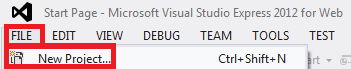 Start Page - Microsoft Visual Studio Express 2012 for Web
FILE EDIT VIEW DEBUG TEAM TOOLS TEST
New Project... Ctrl+Shift+N Start